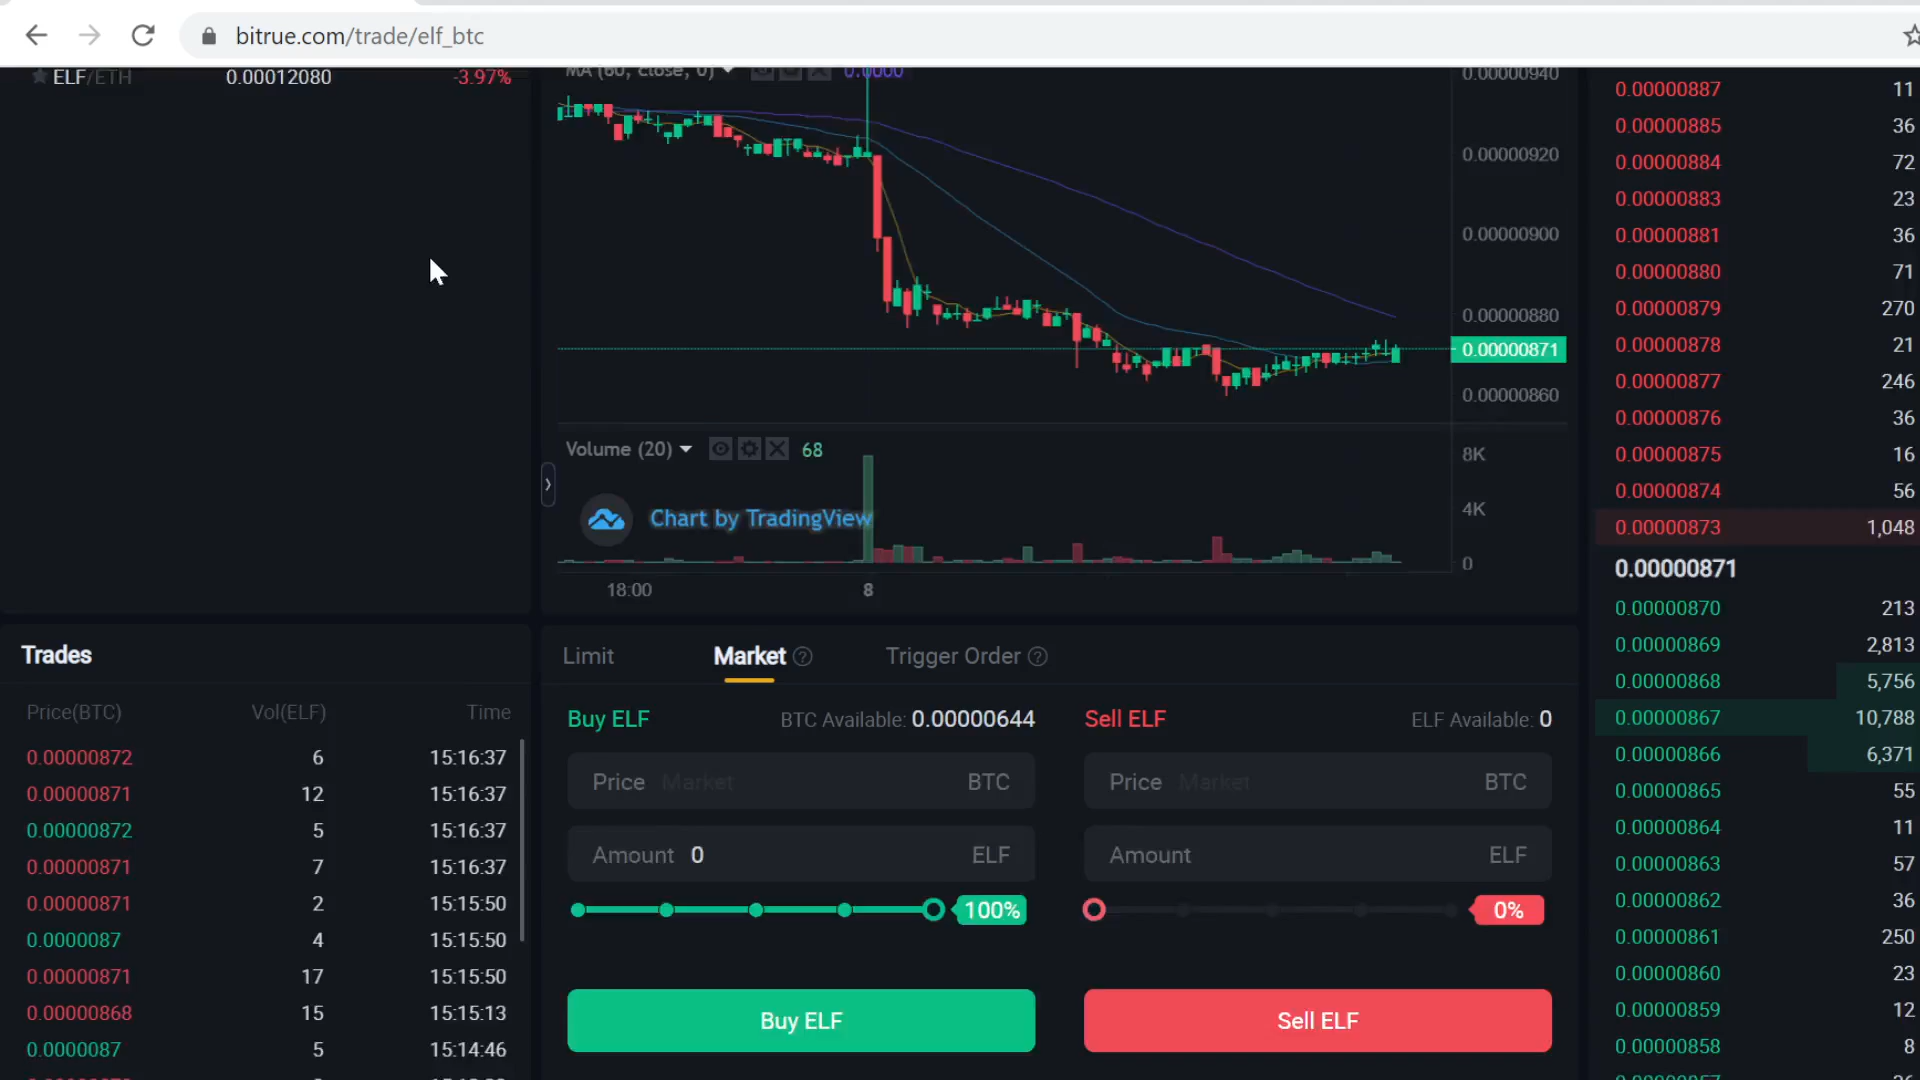 bitrue.com/trade/elf_btc
ELF/ETH 0.00012080 -3.97%
MA (60, close, 0) 0.0000
0.00000940
0.00000920
0.00000900
0.00000880
0.00000871
0.00000860
Volume (20) 68
8K
4K
0
Chart by TradingView
18:00 8
0.00000887 11
0.00000885 36
0.00000884 72
0.00000883 23
0.00000881 36
0.00000880 71
0.00000879 270
0.00000878 21
0.00000877 246
0.00000876 36
0.00000875 16
0.00000874 56
0.00000873 1,048
0.00000871
0.00000870 213
0.00000869 2,813
0.00000868 5,756
0.00000867 10,788
0.00000866 6,371
0.00000865 55
0.00000864 11
0.00000863 57
0.00000862 36
0.00000861 250
0.00000860 23
0.00000859 12
0.00000858 8
Trades
Price(BTC) Vol(ELF) Time
0.00000872 6 15:16:37
0.00000871 12 15:16:37
0.00000872 5 15:16:37
0.00000871 7 15:16:37
0.00000871 2 15:15:50
0.0000087 4 15:15:50
0.00000871 17 15:15:50
0.00000868 15 15:15:13
0.0000087 5 15:14:46
Limit Market ? Trigger Order ?
Buy ELF BTC Available: 0.00000644
Price Market BTC
Amount 0 ELF
100%
Buy ELF
Sell ELF ELF Available: 0
Price Market BTC
Amount ELF
0%
Sell ELF